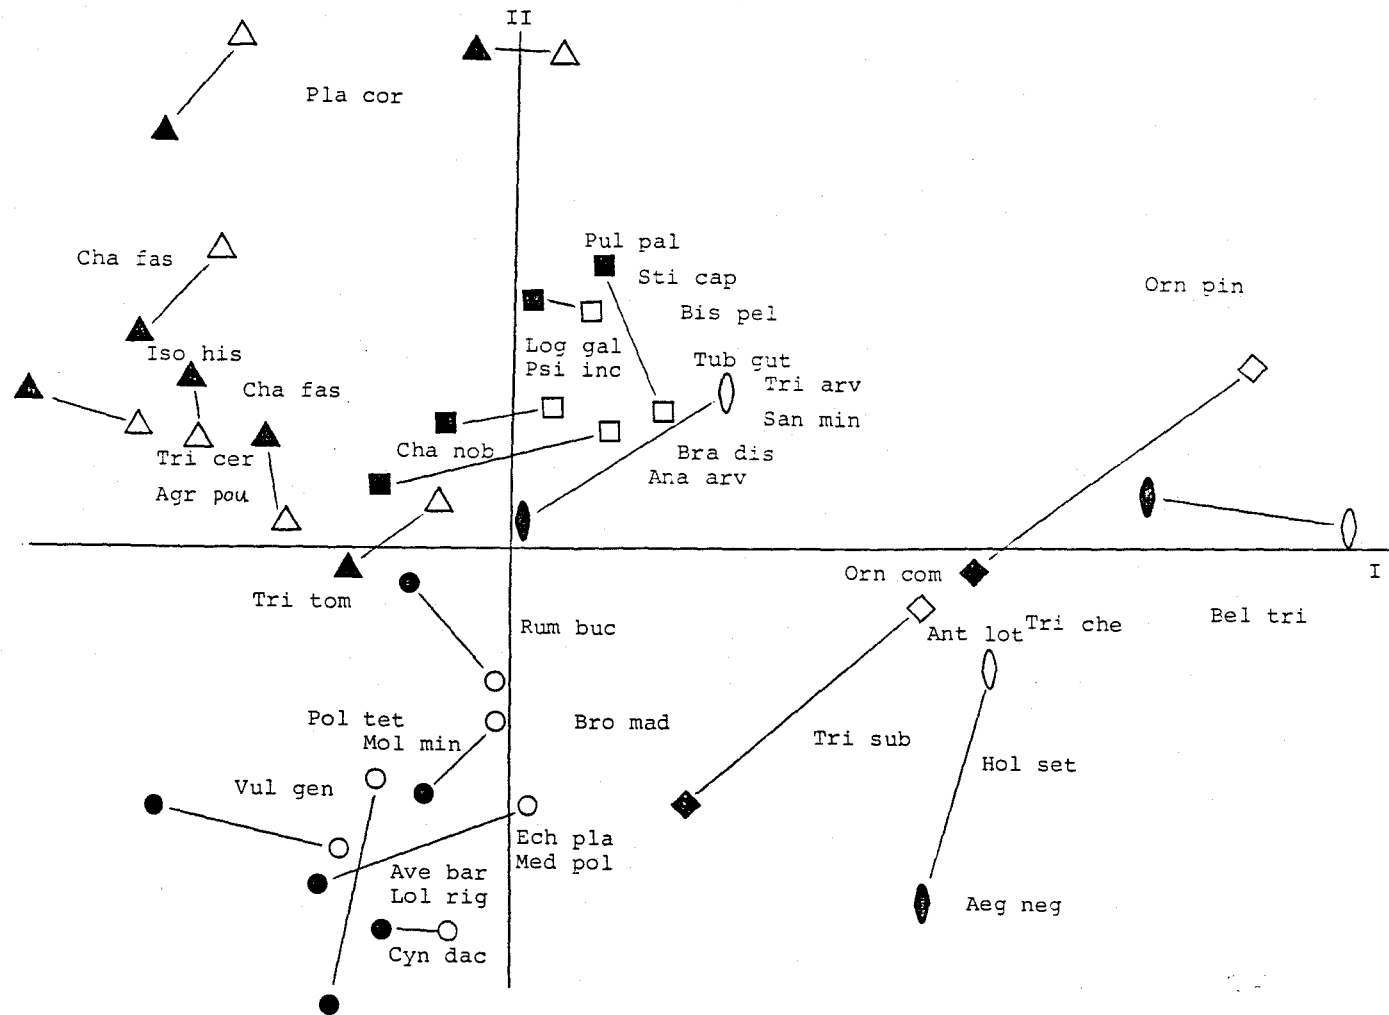 II
Pla cor
Pul pal
Cha fas
Sti cap
Orn pin
Bis pel
Log gal
Iso his
Tub gut
Psi inc
Cha fas
Tri arv
San min
Cha nob
Bra dis
Tri cer
Ana arv
Agr pou
Orn com
I
Tri tom
Bel tri
Tri che
Rum buc
Ant lot
Pol tet
Bro mad
Tri sub
Mol min
Hol set
Vul gen
Ech pla
Med pol
Ave bar
Lol rig
Aeg neg
Cyn dac